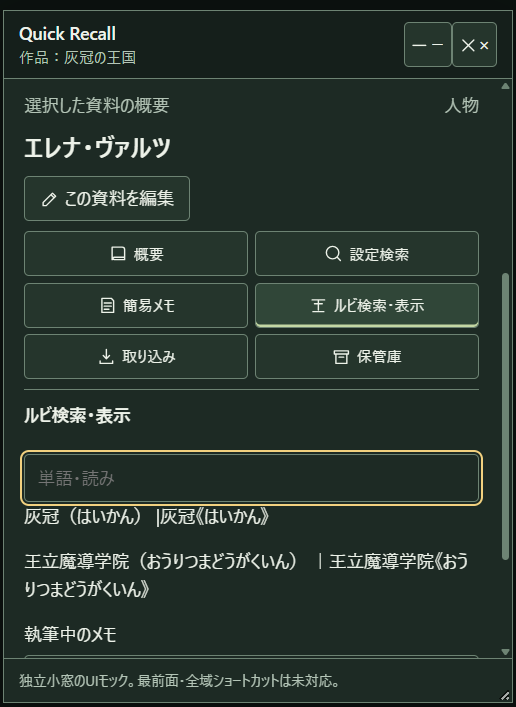 Quick Recall
作品：灰冠の王国
選択した資料の概要 人物
エレナ・ヴァルツ
この資料を編集
概要 設定検索
簡易メモ ルビ検索・表示
取り込み 保管庫
ルビ検索・表示
単語・読み
灰冠（はいかん） |灰冠《はいかん》
王立魔導学院（おうりつまどうがくいん） ｜王立魔導学院《おう
りつまどうがくいん》
執筆中のメモ
独立小窓のUIモック。最前面・全域ショートカットは未対応。